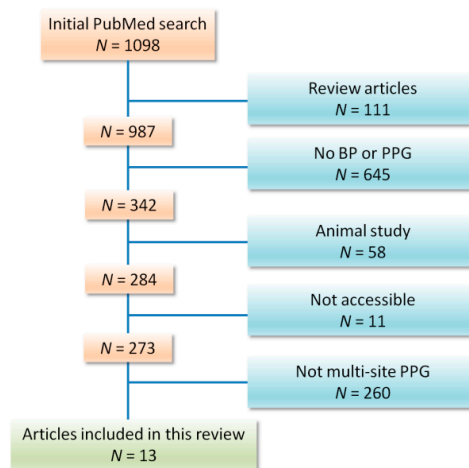 Initial PubMed search
N = 1098
Review articles
N = 111
N = 987
No BP or PPG
N = 645
N = 342
Animal study
N = 58
N = 284
Not accessible
N = 11
N = 273
Not multi-site PPG
N = 260
Articles included in this review
N = 13